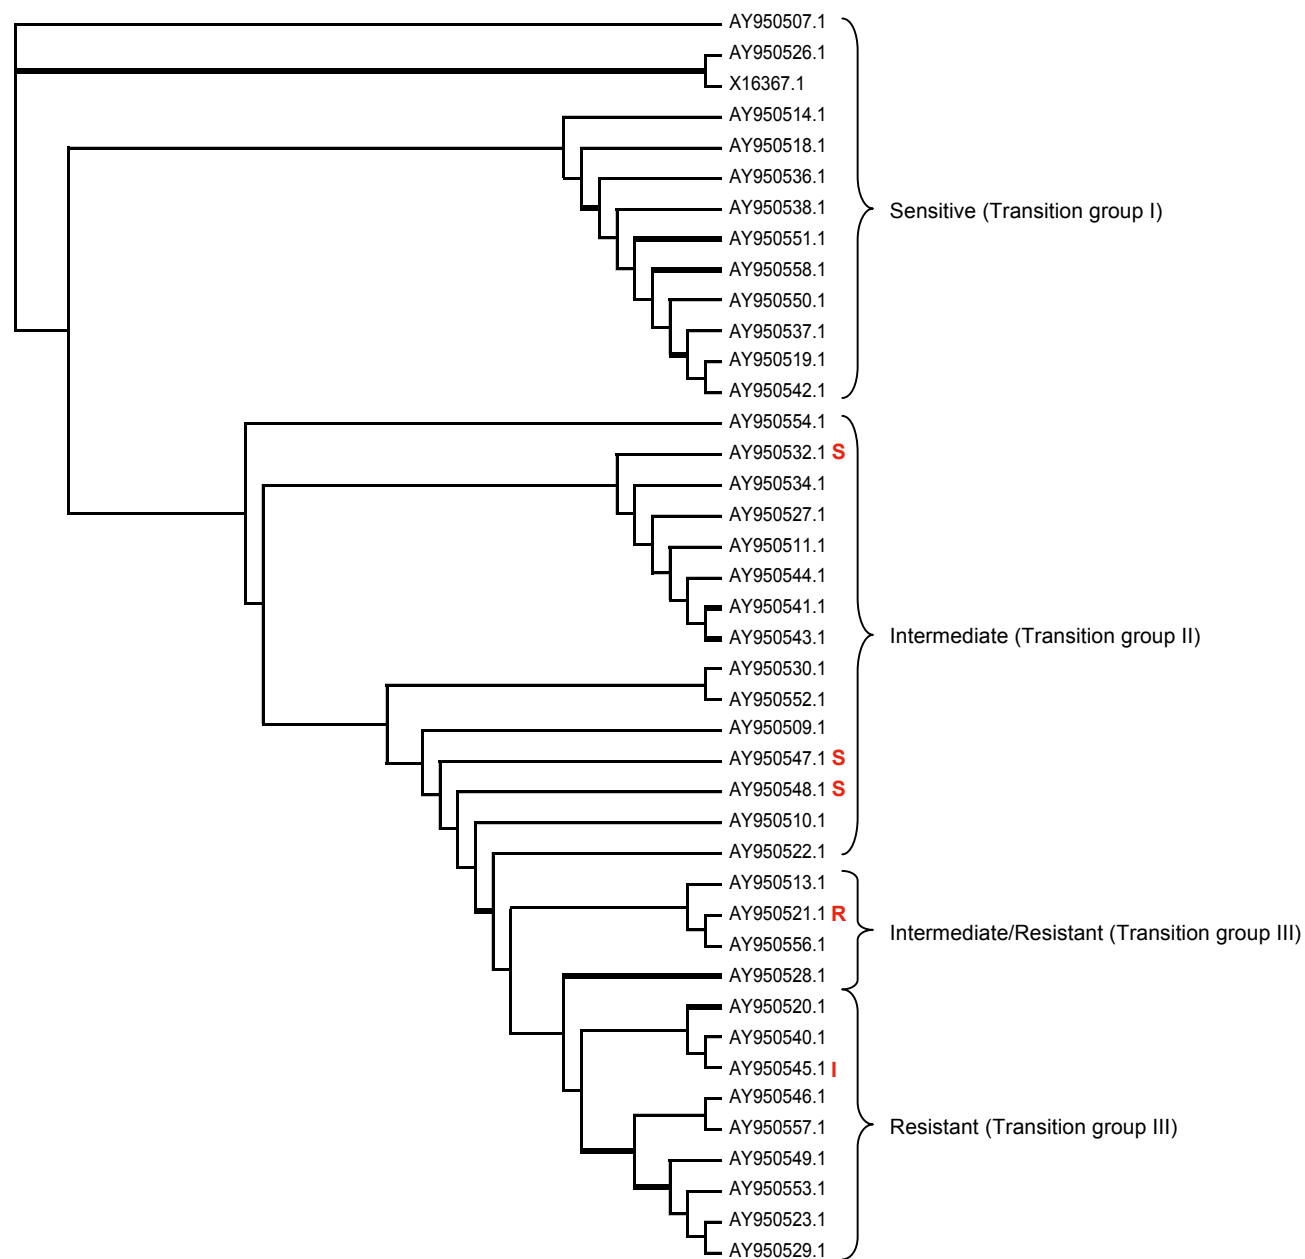 AY950507.1
AY950526.1
X16367.1
AY950514.1
AY950518.1
AY950536.1
AY950538.1
Sensitive (Transition group I)
AY950551.1
AY950558.1
AY950550.1
AY950537.1
AY950519.1
AY950542.1
AY950554.1
AY950532.1 S
AY950534.1
AY950527.1
AY950511.1
AY950544.1
AY950541.1
AY950543.1
Intermediate (Transition group II)
AY950530.1
AY950552.1
AY950509.1
AY950547.1 S
AY950548.1 S
AY950510.1
AY950522.1
AY950513.1
AY950521.1 R
Intermediate/Resistant (Transition group III)
AY950556.1
AY950528.1
AY950520.1
AY950540.1
AY950545.1 I
AY950546.1
AY950557.1
Resistant (Transition group III)
AY950549.1
AY950553.1
AY950523.1
AY950529.1